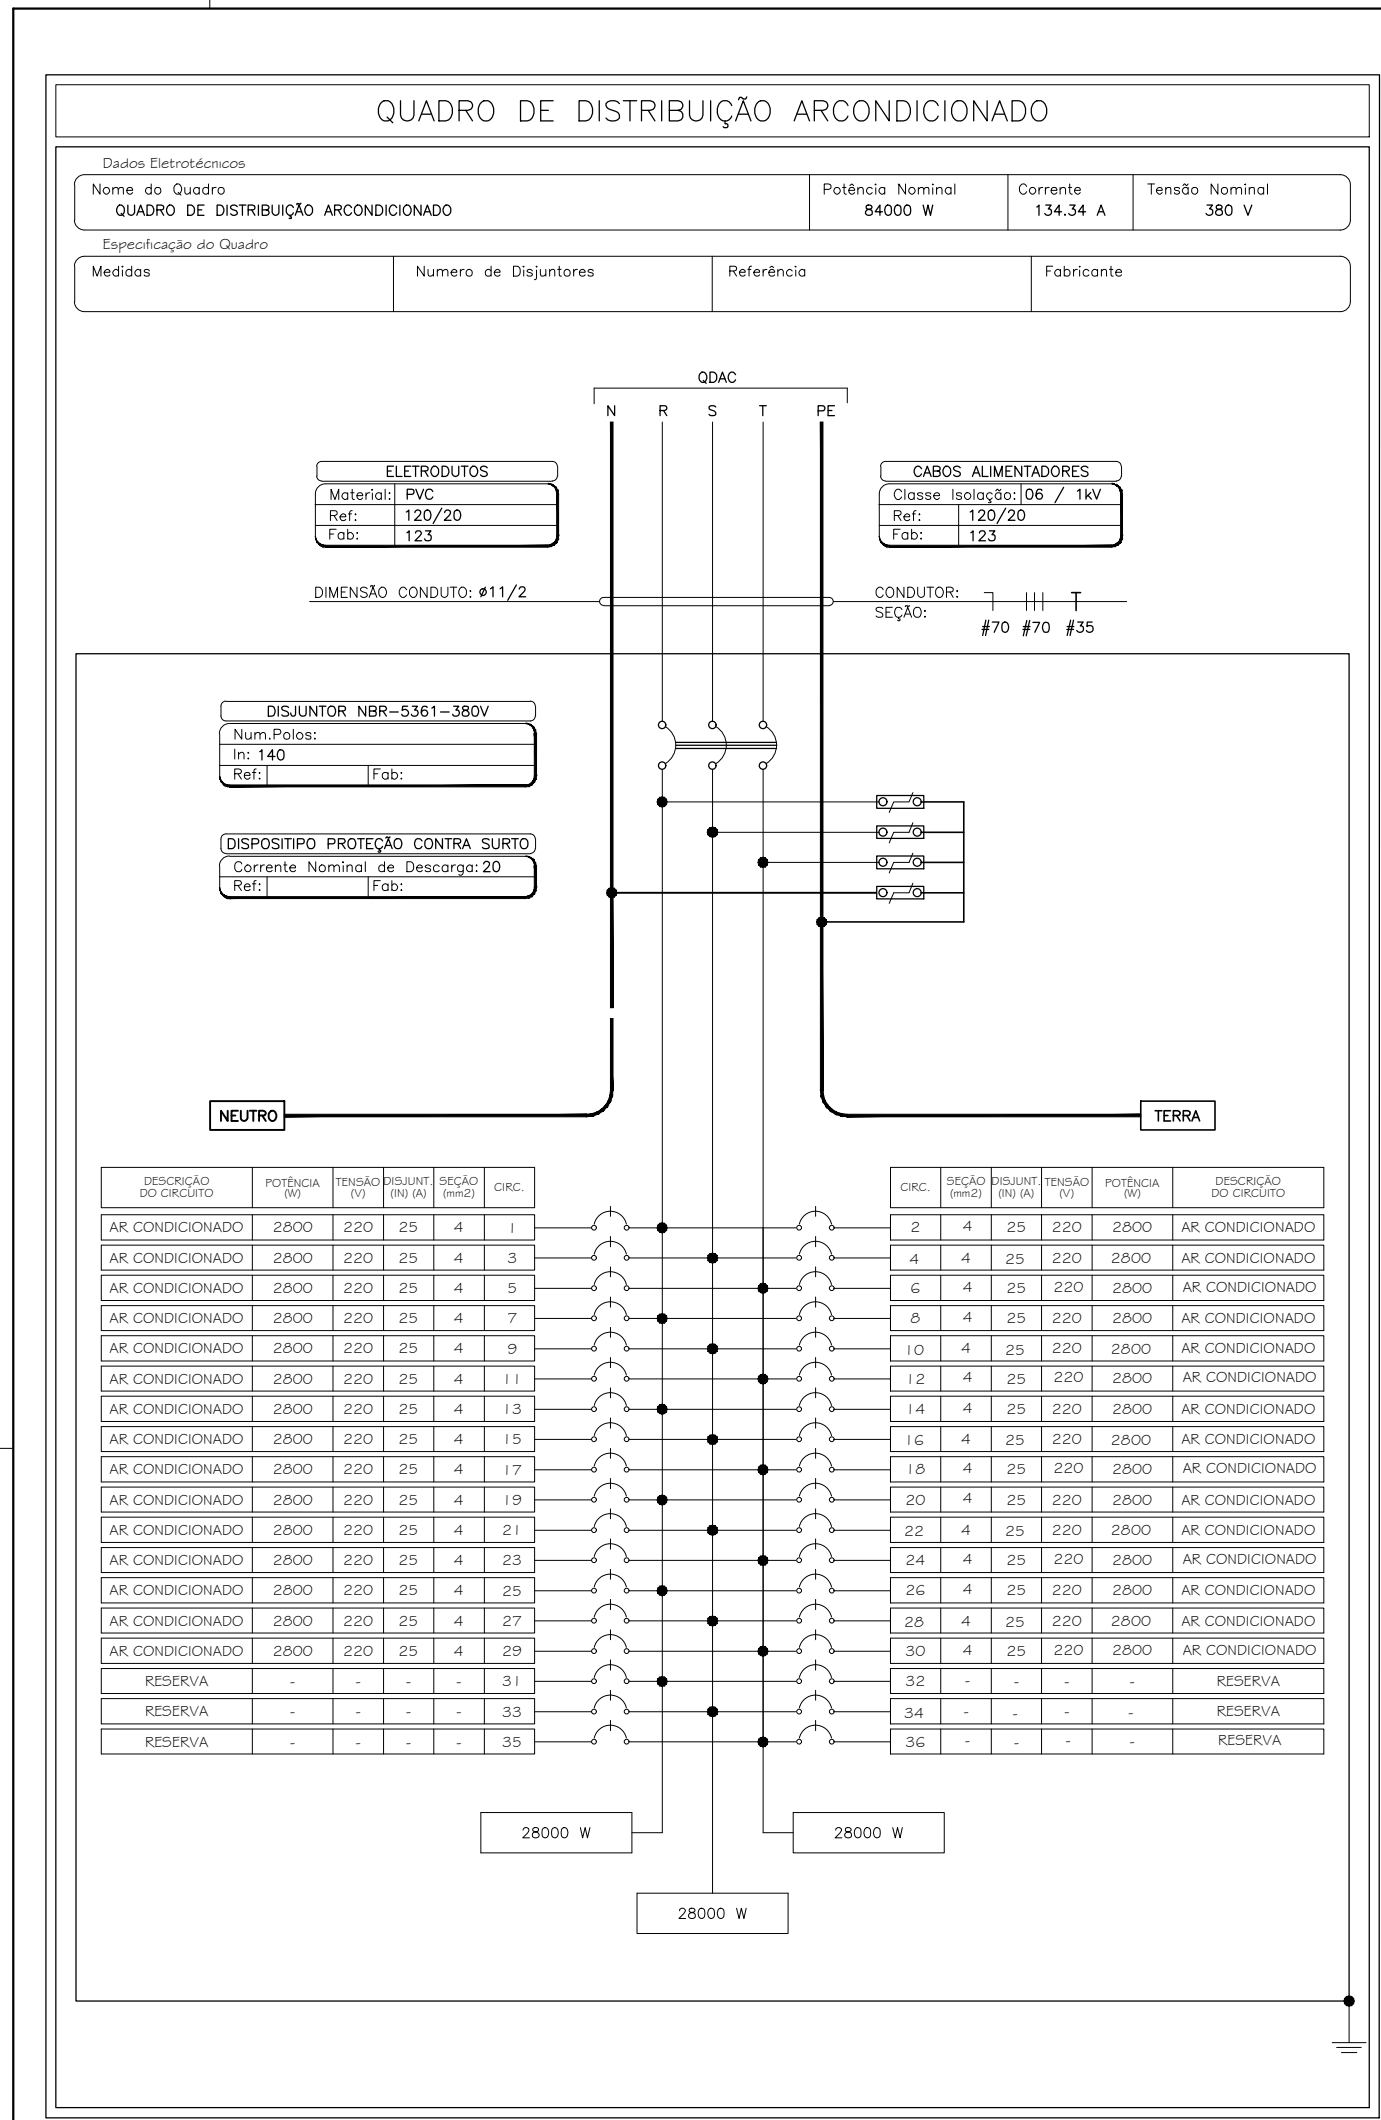 QUADRO DE DISTRIBUIÇÃO ARCONDICIONADO
Dados Eletrotécnicos
Nome do Quadro Potência Nominal Corrente Tensão Nominal
QUADRO DE DISTRIBUIÇÃO ARCONDICIONADO 84000 W 134.34 A 380 V
Especificação do Quadro
Medidas Numero de Disjuntores Referência Fabricante
QDAC
N R S T PE
ELETRODUTOS CABOS ALIMENTADORES
Material: PVC Classe Isolação: 06 / 1kV
Ref: 120/20 Ref: 120/20
Fab: 123 Fab: 123
DIMENSÃO CONDUTO: ø11/2 CONDUTOR:
SEÇÃO:
#70 #70 #35
DISJUNTOR NBR-5361-380V
Num.Polos:
In: 140
Ref: Fab:
DISPOSITIPO PROTEÇÃO CONTRA SURTO
Corrente Nominal de Descarga: 20
Ref: Fab:
NEUTRO TERRA
DESCRIÇÃO DO CIRCUITO POTÊNCIA (W) TENSÃO (V) DISJUNT. (IN) (A) SEÇÃO (mm2) CIRC. CIRC. SEÇÃO (mm2) DISJUNT. (IN) (A) TENSÃO (V) POTÊNCIA (W) DESCRIÇÃO DO CIRCUITO
AR CONDICIONADO 2800 220 25 4 1 2 4 25 220 2800 AR CONDICIONADO
AR CONDICIONADO 2800 220 25 4 3 4 4 25 220 2800 AR CONDICIONADO
AR CONDICIONADO 2800 220 25 4 5 6 4 25 220 2800 AR CONDICIONADO
AR CONDICIONADO 2800 220 25 4 7 8 4 25 220 2800 AR CONDICIONADO
AR CONDICIONADO 2800 220 25 4 9 10 4 25 220 2800 AR CONDICIONADO
AR CONDICIONADO 2800 220 25 4 11 12 4 25 220 2800 AR CONDICIONADO
AR CONDICIONADO 2800 220 25 4 13 14 4 25 220 2800 AR CONDICIONADO
AR CONDICIONADO 2800 220 25 4 15 16 4 25 220 2800 AR CONDICIONADO
AR CONDICIONADO 2800 220 25 4 17 18 4 25 220 2800 AR CONDICIONADO
AR CONDICIONADO 2800 220 25 4 19 20 4 25 220 2800 AR CONDICIONADO
AR CONDICIONADO 2800 220 25 4 21 22 4 25 220 2800 AR CONDICIONADO
AR CONDICIONADO 2800 220 25 4 23 24 4 25 220 2800 AR CONDICIONADO
AR CONDICIONADO 2800 220 25 4 25 26 4 25 220 2800 AR CONDICIONADO
AR CONDICIONADO 2800 220 25 4 27 28 4 25 220 2800 AR CONDICIONADO
AR CONDICIONADO 2800 220 25 4 29 30 4 25 220 2800 AR CONDICIONADO
RESERVA - - - - 31 32 - - - - RESERVA
RESERVA - - - - 33 34 - - - - RESERVA
RESERVA - - - - 35 36 - - - - RESERVA
28000 W 28000 W
28000 W